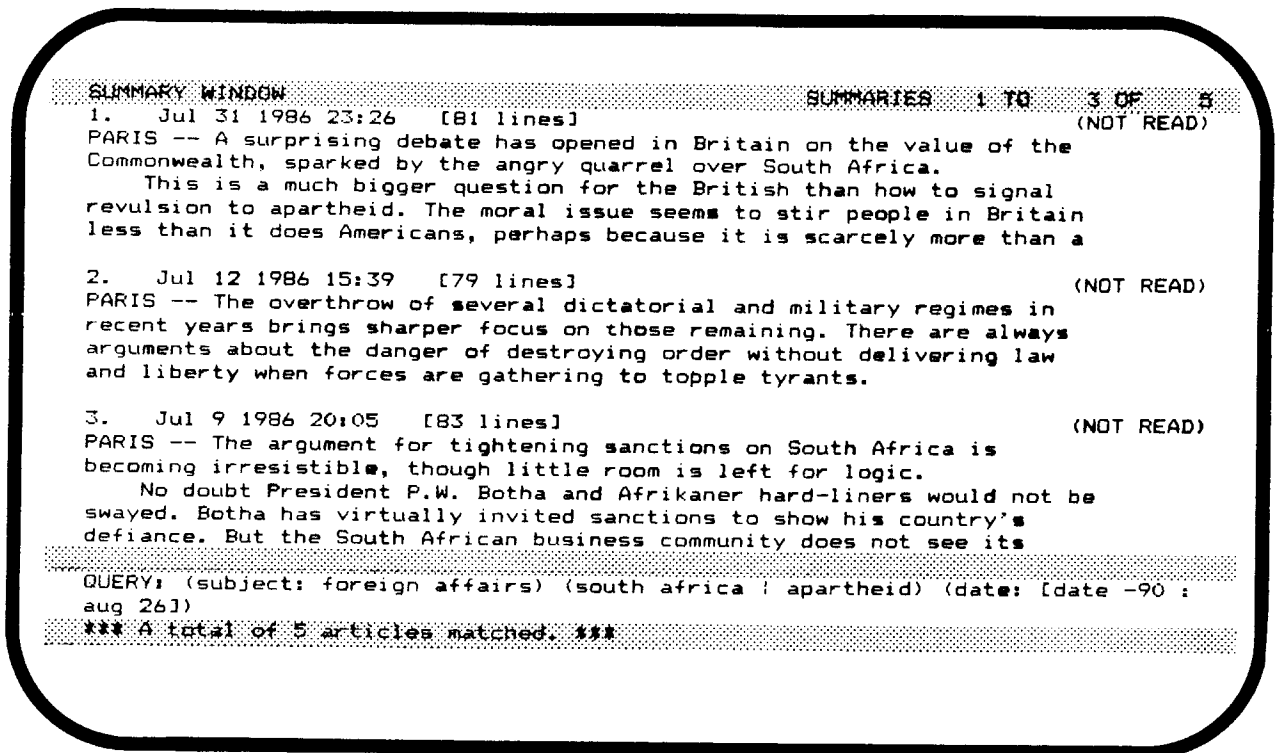 SUMMARY WINDOW SUMMARIES 1 TO 3 OF 5
1. Jul 31 1986 23:26 [81 lines] (NOT READ)
PARIS -- A surprising debate has opened in Britain on the value of the
Commonwealth, sparked by the angry quarrel over South Africa.
This is a much bigger question for the British than how to signal
revulsion to apartheid. The moral issue seems to stir people in Britain
less than it does Americans, perhaps because it is scarcely more than a
2. Jul 12 1986 15:39 [79 lines] (NOT READ)
PARIS -- The overthrow of several dictatorial and military regimes in
recent years brings sharper focus on those remaining. There are always
arguments about the danger of destroying order without delivering law
and liberty when forces are gathering to topple tyrants.
3. Jul 9 1986 20:05 [83 lines] (NOT READ)
PARIS -- The argument for tightening sanctions on South Africa is
becoming irresistible, though little room is left for logic.
No doubt President P.W. Botha and Afrikaner hard-liners would not be
swayed. Botha has virtually invited sanctions to show his country's
defiance. But the South African business community does not see its
QUERY: (subject: foreign affairs) (south africa ¦ apartheid) (date: [date -90 :
aug 26])
*** A total of 5 articles matched. ***